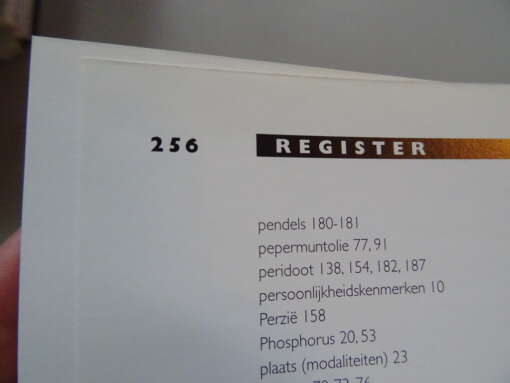 256 REGISTER
pendels 180-181
pepermuntolie 77, 91
peridoot 138, 154, 182, 187
persoonlijkheidskenmerken 10
Perzië 158
Phosphorus 20, 53
plaats (modaliteiten) 23